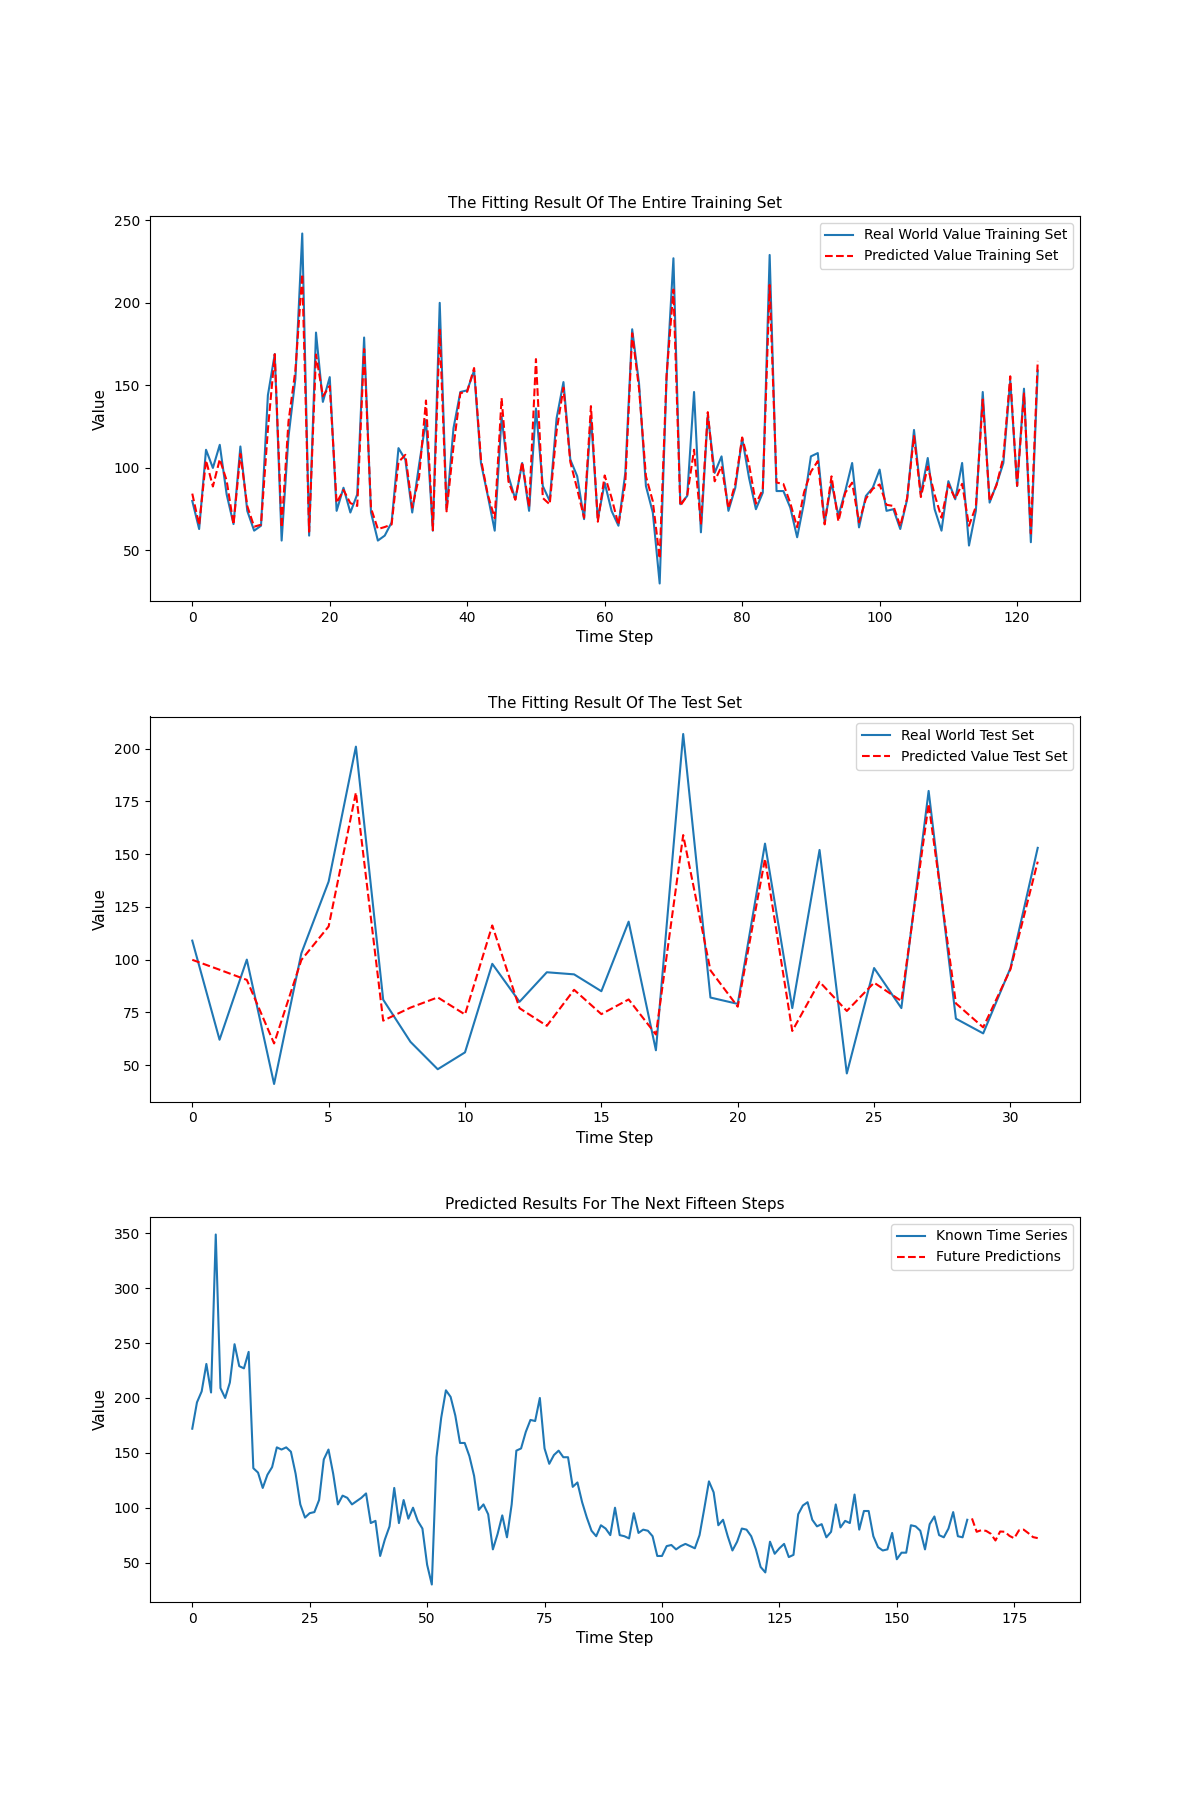 The Fitting Result Of The Entire Training Set
Real World Value Training Set
Predicted Value Training Set
250
200
150
100
50
Value
0 20 40 60 80 100 120
Time Step
The Fitting Result Of The Test Set
Real World Test Set
Predicted Value Test Set
200
175
150
125
100
75
50
Value
0 5 10 15 20 25 30
Time Step
Predicted Results For The Next Fifteen Steps
Known Time Series
Future Predictions
350
300
250
200
150
100
50
Value
0 25 50 75 100 125 150 175
Time Step